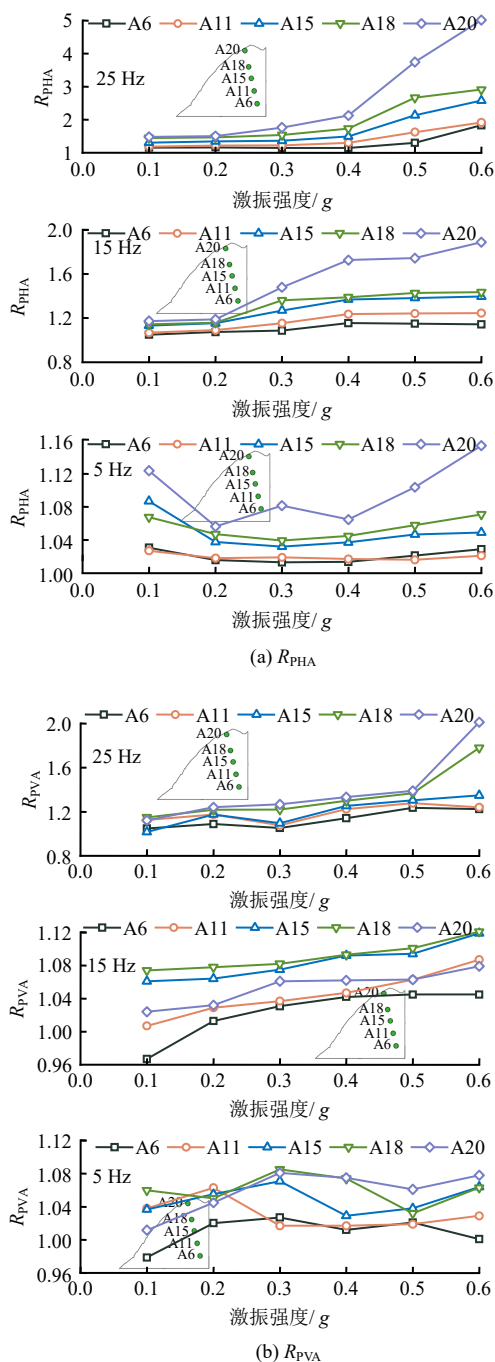 A6 A11 A15 A18 A20
5
4
3
2
1
R_PHA
25 Hz
A20
A18
A15
A11
A6
0.0 0.1 0.2 0.3 0.4 0.5 0.6
激振强度/ g
A6 A11 A15 A18 A20
2.0
1.6
1.2
0.8
R_PHA
15 Hz
A20
A18
A15
A11
A6
0.0 0.1 0.2 0.3 0.4 0.5 0.6
激振强度/ g
A6 A11 A15 A18 A20
1.16
1.12
1.08
1.04
1.00
R_PHA
5 Hz
A20
A18
A15
A11
A6
0.0 0.1 0.2 0.3 0.4 0.5 0.6
激振强度/ g
(a) R_PHA
A6 A11 A15 A18 A20
2.0
1.6
1.2
0.8
R_PVA
25 Hz
A20
A18
A15
A11
A6
0.0 0.1 0.2 0.3 0.4 0.5 0.6
激振强度/ g
A6 A11 A15 A18 A20
1.12
1.08
1.04
1.00
0.96
R_PVA
15 Hz
A20
A18
A15
A11
A6
0.0 0.1 0.2 0.3 0.4 0.5 0.6
激振强度/ g
A6 A11 A15 A18 A20
1.12
1.08
1.04
1.00
0.96
R_PVA
5 Hz
A20
A18
A15
A11
A6
0.0 0.1 0.2 0.3 0.4 0.5 0.6
激振强度/ g
(b) R_PVA